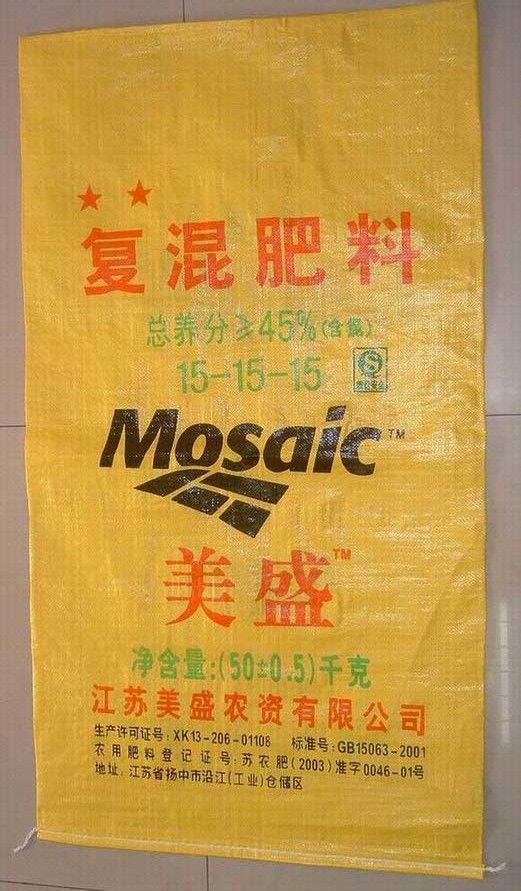 复混肥料
总养分≥45%(含氯)
15-15-15
Mosaic™
美盛™
净含量:(50±0.5)千克
江苏美盛农资有限公司
生产许可证号:XK13-206-01108 标准号:GB15063-2001
农用肥料登记证号:苏农肥(2003)准字0046-01号
地址:江苏省扬中市沿江(工业)仓储区